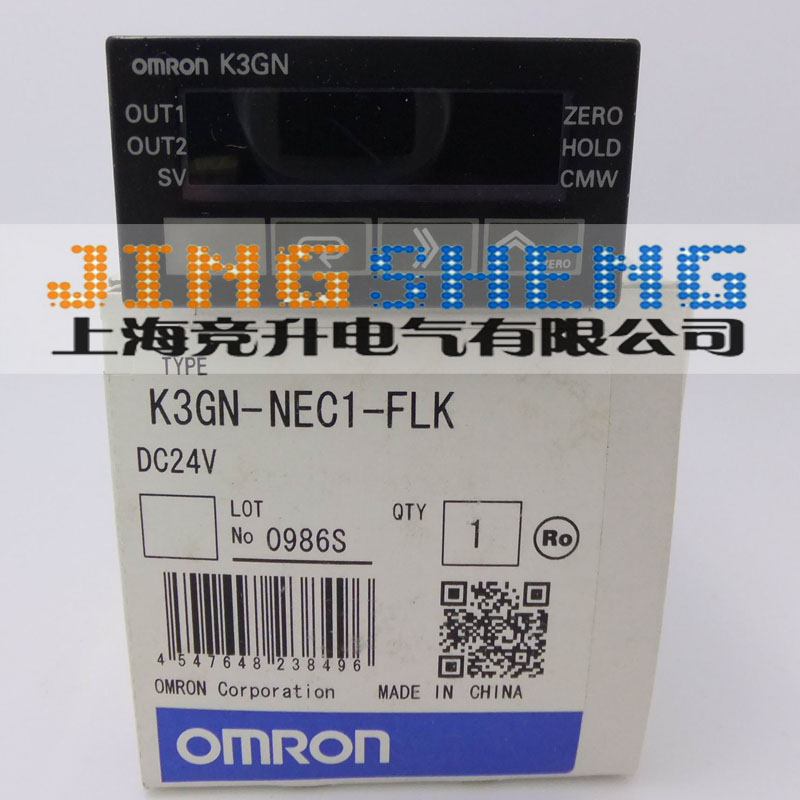 OMRON K3GN
OUT1 ZERO
OUT2 HOLD
SV CMW
ZERO
JINGSHENG
上海竞升电气有限公司
TYPE
K3GN-NEC1-FLK
DC24V
LOT
No 0986S
QTY 1
Ro
4 547648 238496
OMRON Corporation MADE IN CHINA
OMRON